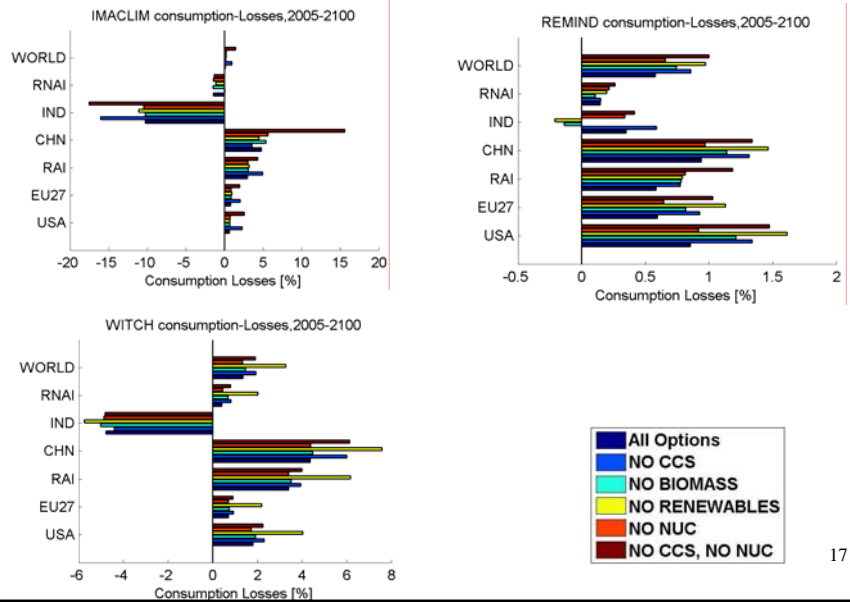 IMACLIM consumption-Losses,2005-2100
WORLD
RNAI
IND
CHN
RAI
EU27
USA
-20 -15 -10 -5 0 5 10 15 20
Consumption Losses [%]
REMIND consumption-Losses,2005-2100
WORLD
RNAI
IND
CHN
RAI
EU27
USA
-0.5 0 0.5 1 1.5 2
Consumption Losses [%]
WITCH consumption-Losses,2005-2100
WORLD
RNAI
IND
CHN
RAI
EU27
USA
-6 -4 -2 0 2 4 6 8
Consumption Losses [%]
All Options
NO CCS
NO BIOMASS
NO RENEWABLES
NO NUC
NO CCS, NO NUC
17